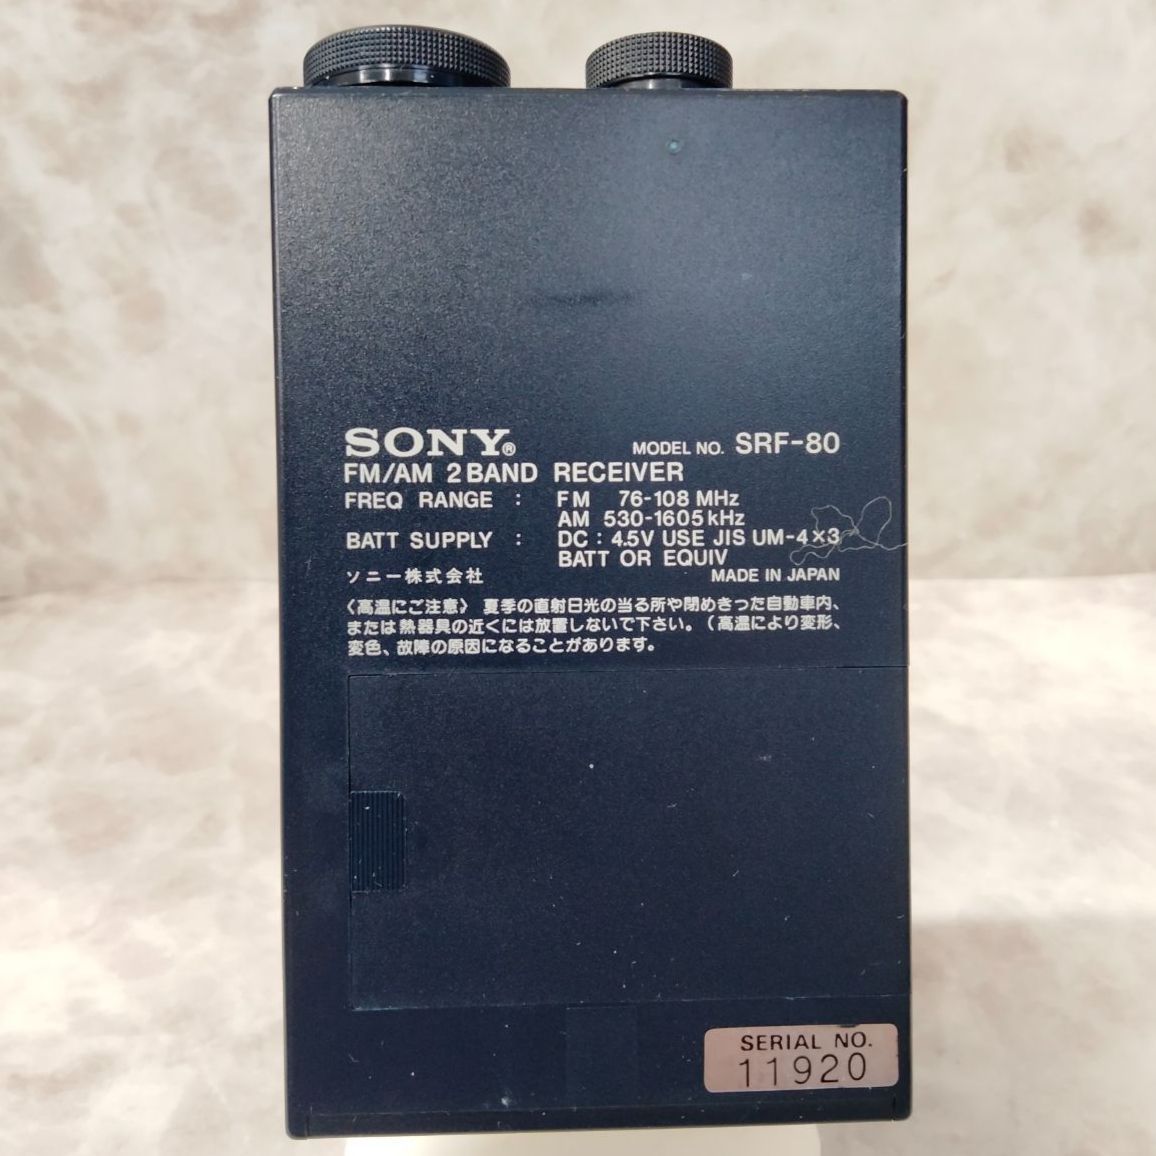 SONY® MODEL NO. SRF-80
FM/AM 2 BAND RECEIVER
FREQ RANGE : FM 76-108 MHz
AM 530-1605 kHz
BATT SUPPLY : DC : 4.5V USE JIS UM-4×3
BATT OR EQUIV
ソニー株式会社 MADE IN JAPAN
〈高温にご注意〉 夏季の直射日光の当る所や閉めきった自動車内、
または熱器具の近くには放置しないで下さい。（高温により変形、
変色、故障の原因になることがあります。
SERIAL NO.
11920